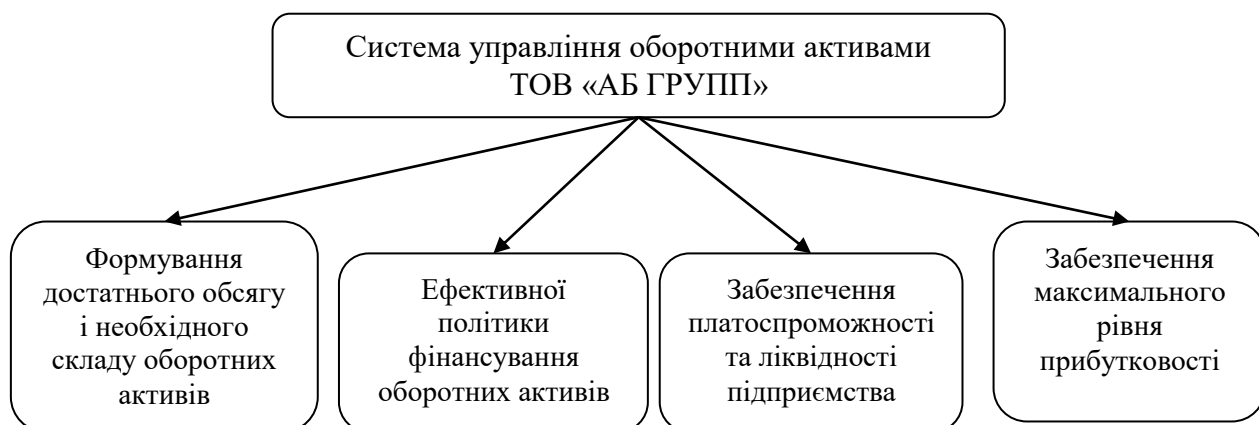 Система управління оборотними активами
ТОВ «АБ ГРУПП»
Формування
достатнього обсягу
і необхідного
складу оборотних
активів
Ефективної
політики
фінансування
оборотних активів
Забезпечення
платоспроможності
та ліквідності
підприємства
Забезпечення
максимального
рівня
прибутковості